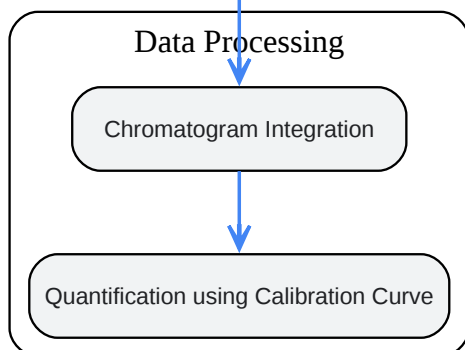 Data Processing
Chromatogram Integration
Quantification using Calibration Curve